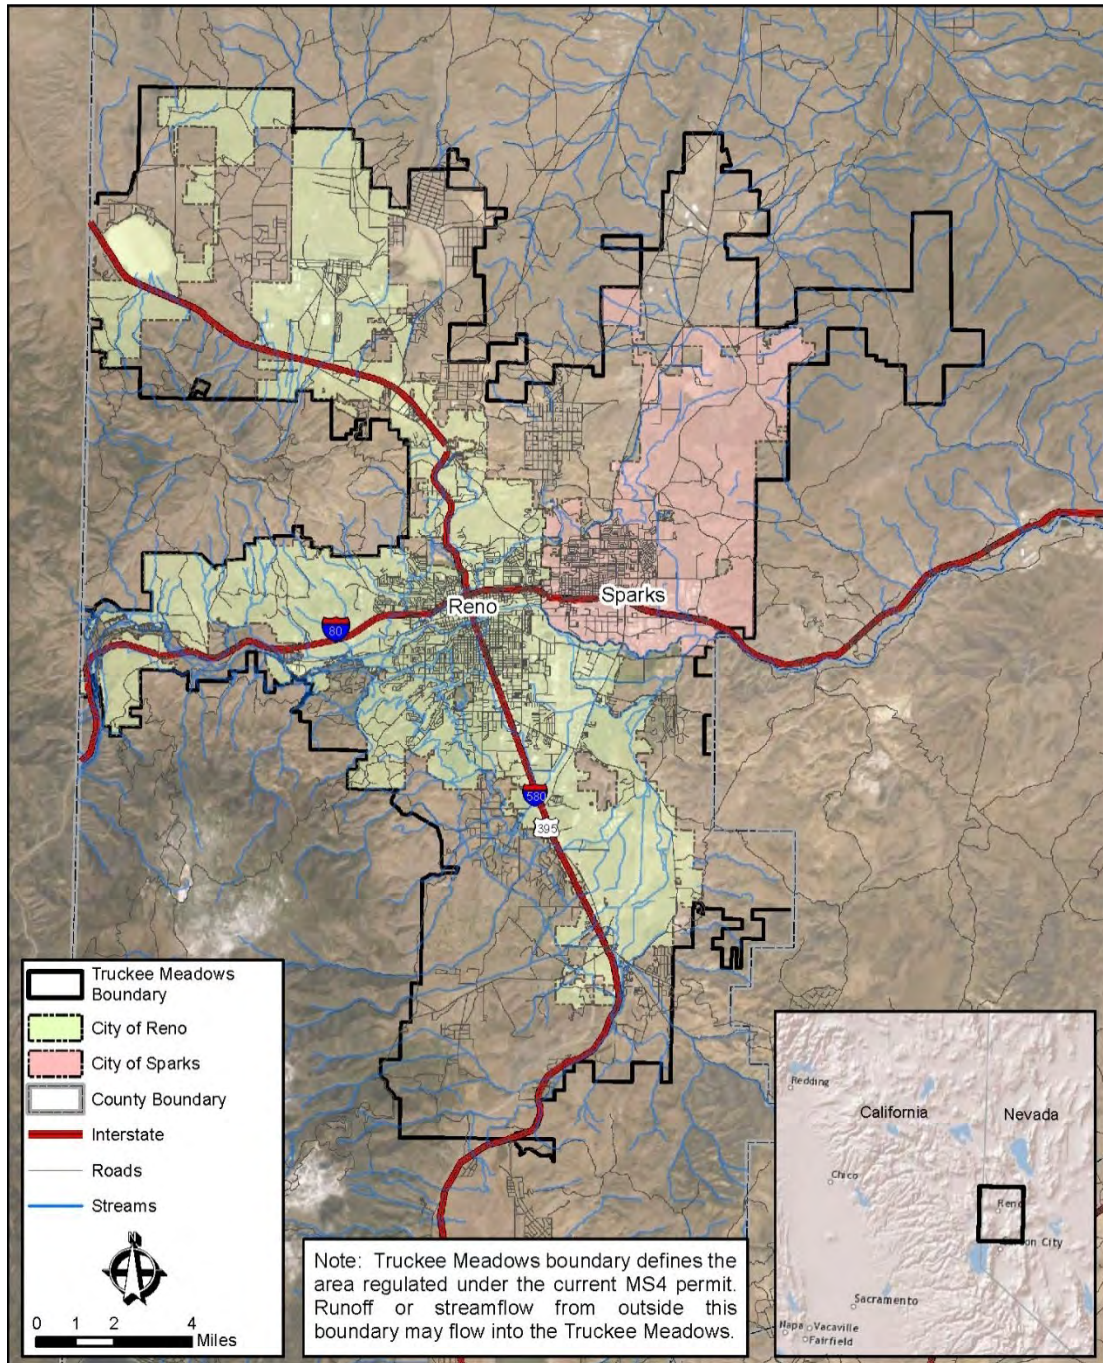 Reno
Sparks
80
580
395
Truckee Meadows
Boundary
City of Reno
City of Sparks
County Boundary
Interstate
Roads
Streams
N
0 1 2 4
Miles
Note: Truckee Meadows boundary defines the
area regulated under the current MS4 permit.
Runoff or streamflow from outside this
boundary may flow into the Truckee Meadows.
Redding
California
Nevada
Chico
Reno
City
Sacramento
Napa
Vacaville
Fairfield